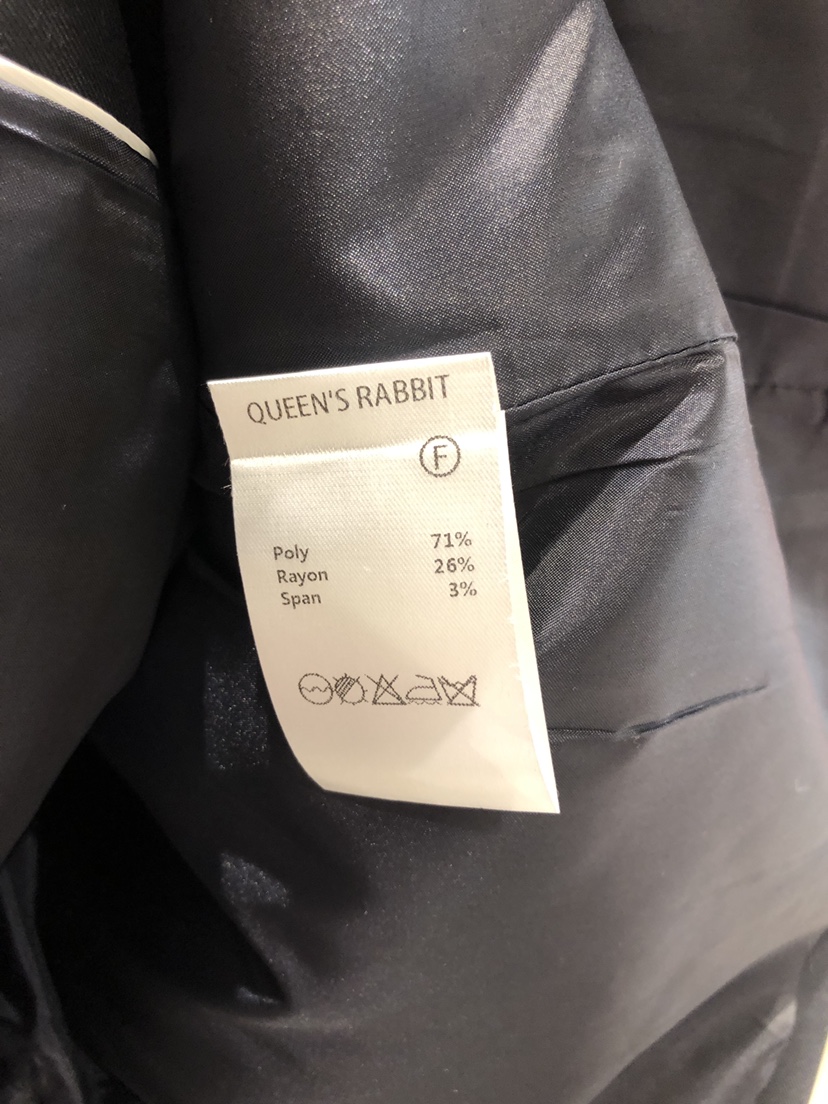 QUEEN'S RABBIT
F
Poly 71%
Rayon 26%
Span 3%